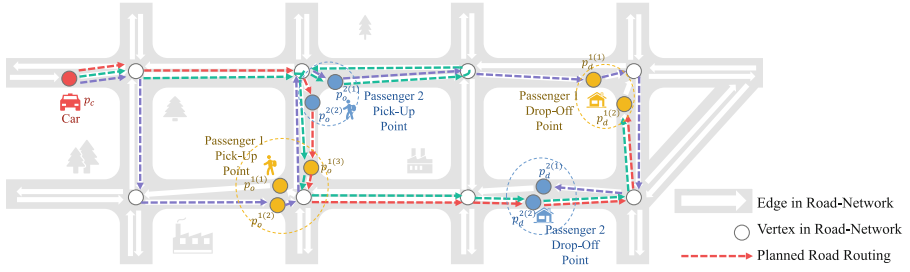 p_c
Car
p_o^{2(1)}
p_o^{2(2)}
Passenger 2
Pick-Up
Point
p_d^{1(1)}
p_d^{1(2)}
Passenger 1
Drop-Off
Point
Passenger 1
Pick-Up
Point
p_o^{1(3)}
p_o^{1(1)}
p_o^{1(2)}
p_d^{2(1)}
p_d^{2(2)}
Passenger 2
Drop-Off
Point
Edge in Road-Network
Vertex in Road-Network
Planned Road Routing